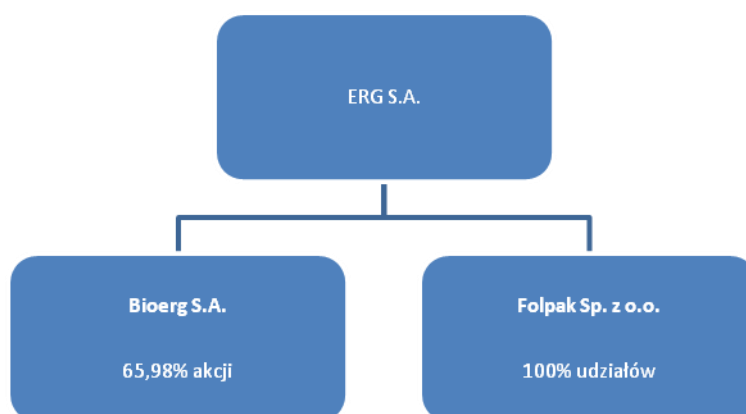 ERG S.A.
Bioerg S.A.
65,98% akcji
Folpak Sp. z o.o.
100% udziałów